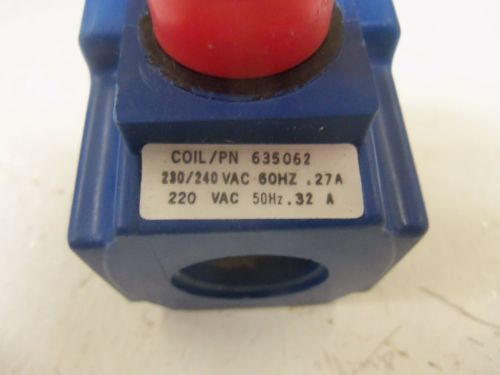 COIL/PN 635062
230/240 VAC 60HZ .27A
220 VAC 50Hz .32 A